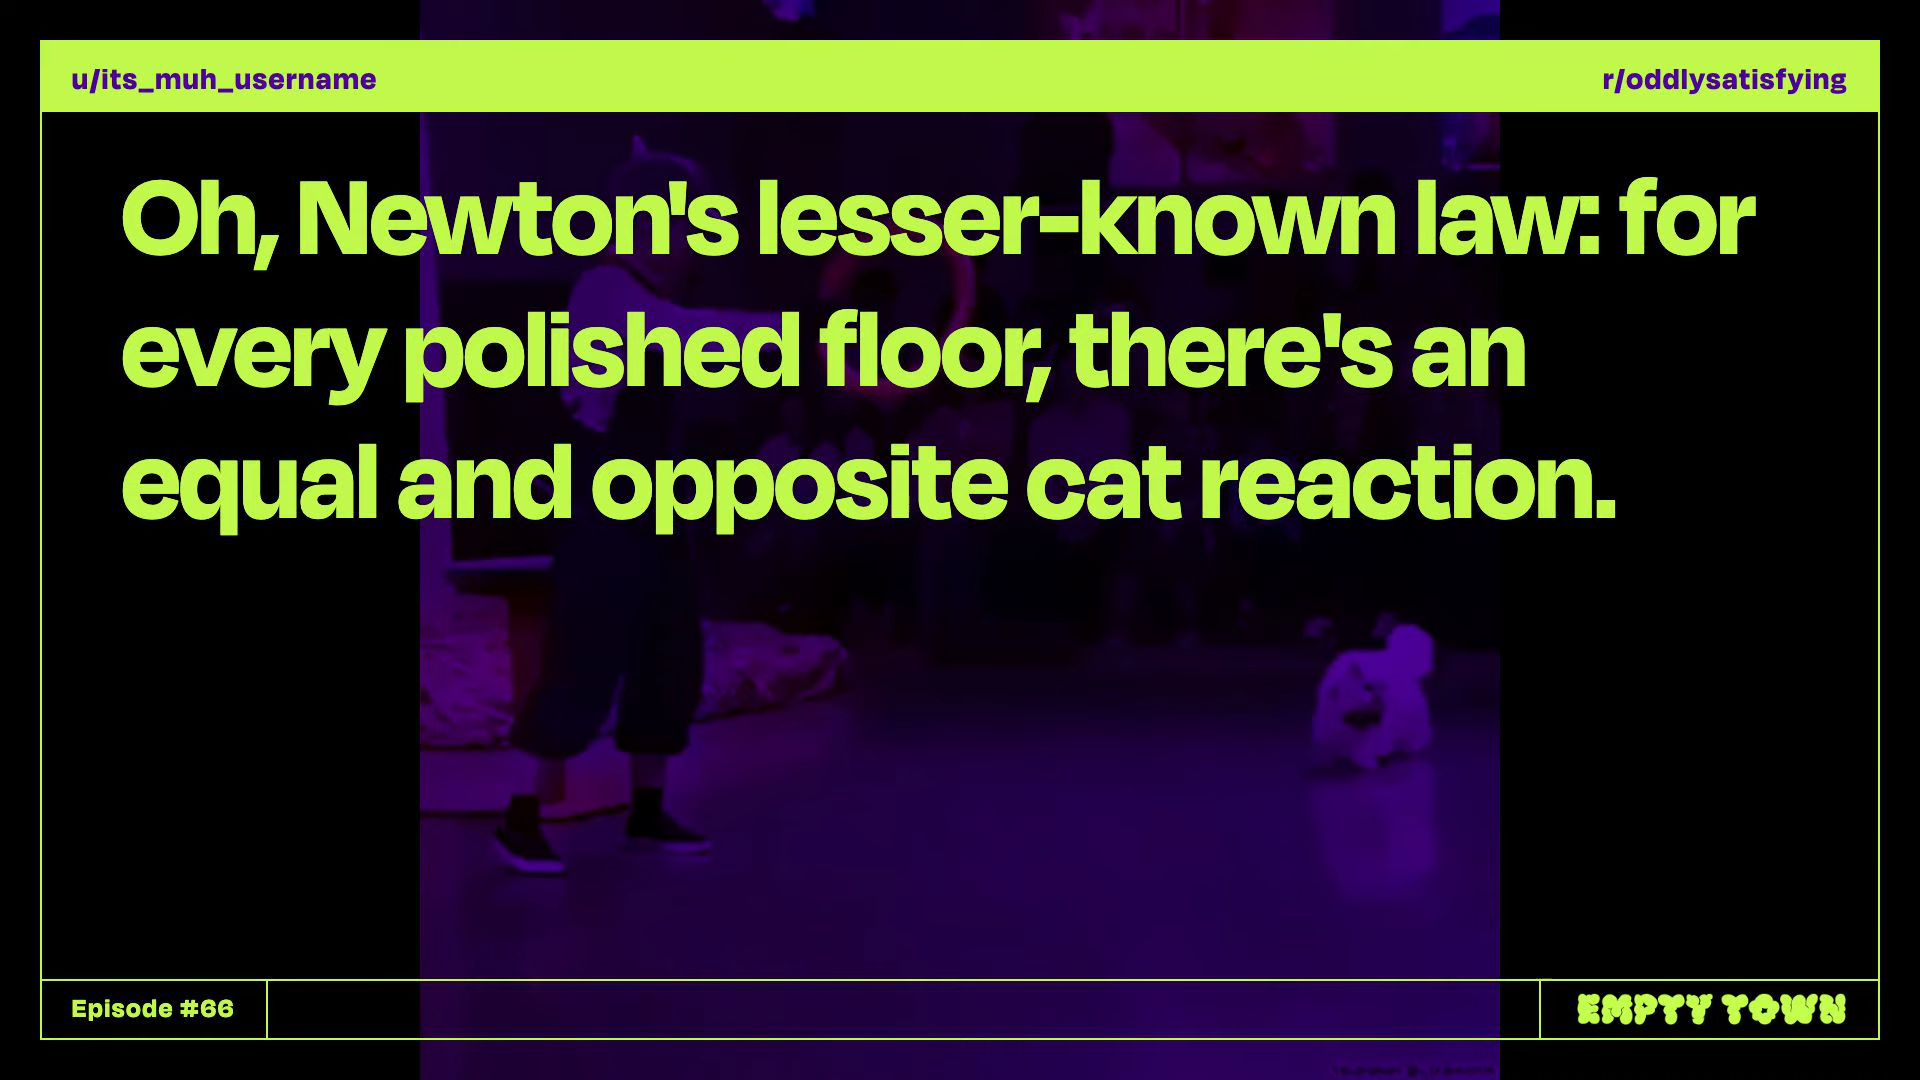 u/its_muh_username
r/oddlysatisfying
Oh, Newton's lesser-known law: for
every polished floor, there's an
equal and opposite cat reaction.
Episode #66
EMPTY TOWN